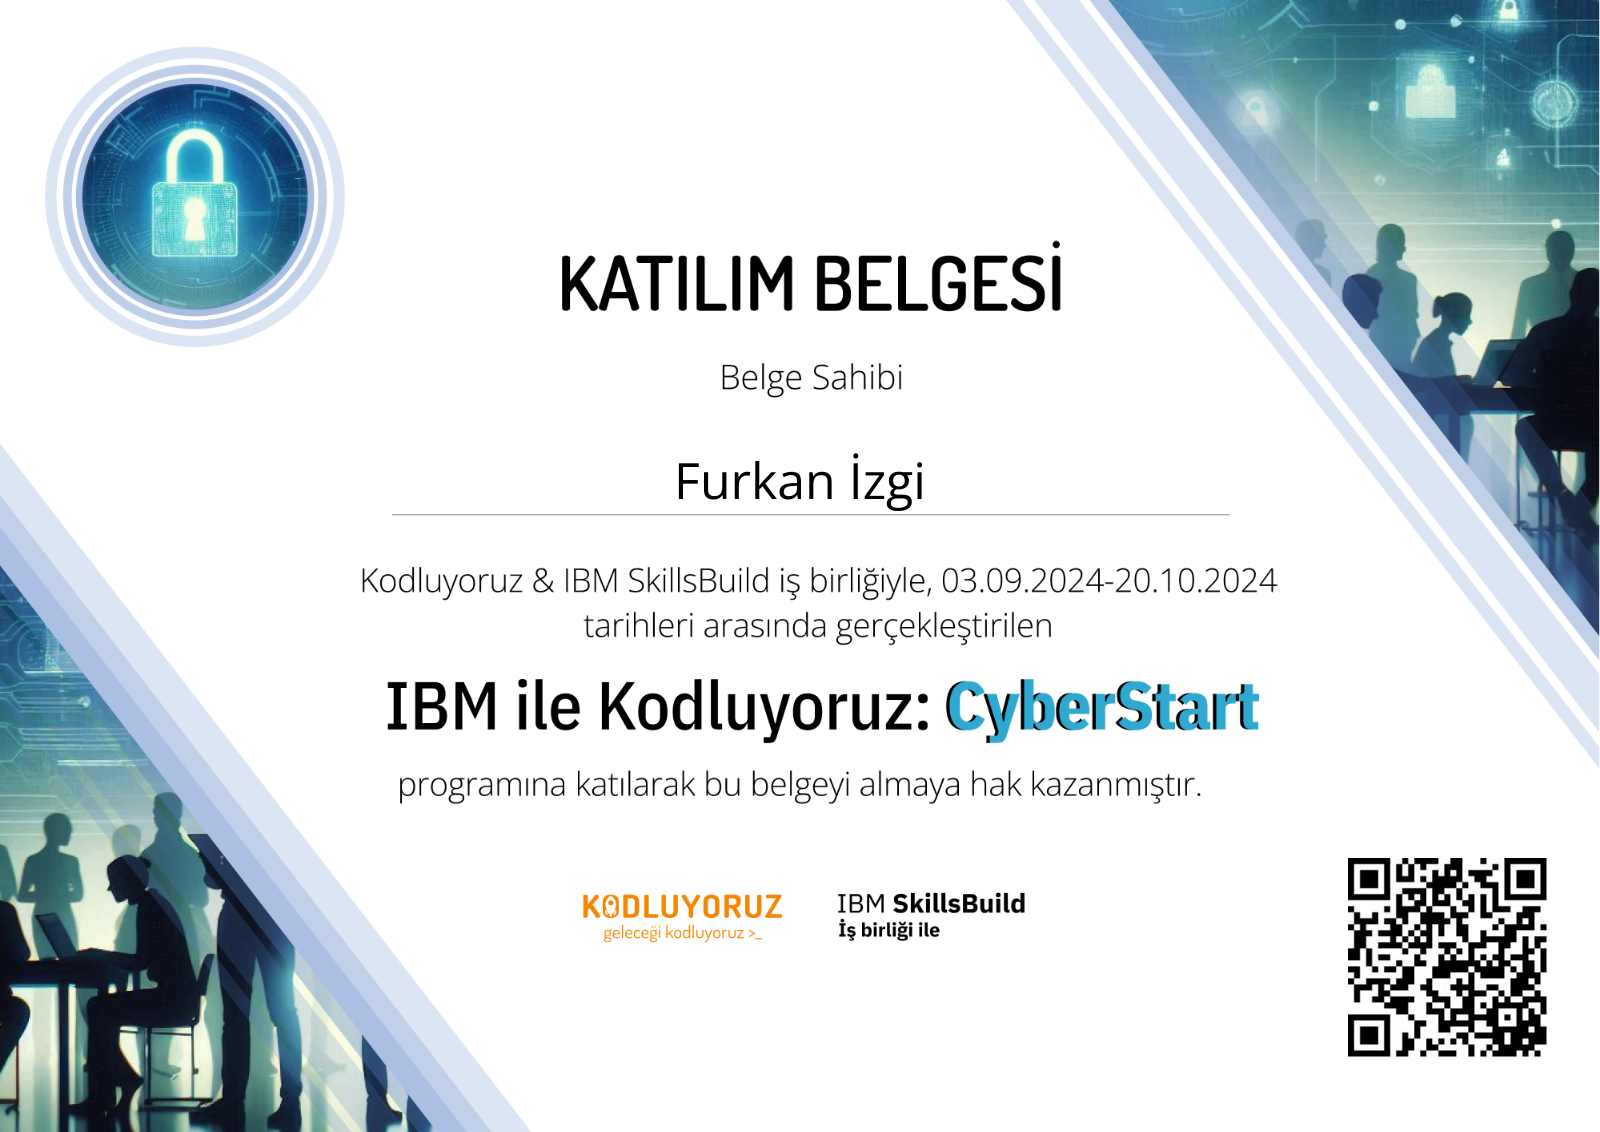 KATILIM BELGESİ
Belge Sahibi
Furkan İzgi
Kodluyoruz & IBM SkillsBuild iş birliğiyle, 03.09.2024-20.10.2024
tarihleri arasında gerçekleştirilen
IBM ile Kodluyoruz: CyberStart
programına katılarak bu belgeyi almaya hak kazanmıştır.
KODLUYORUZ
geleceği kodluyoruz >_
IBM SkillsBuild
İş birliği ile